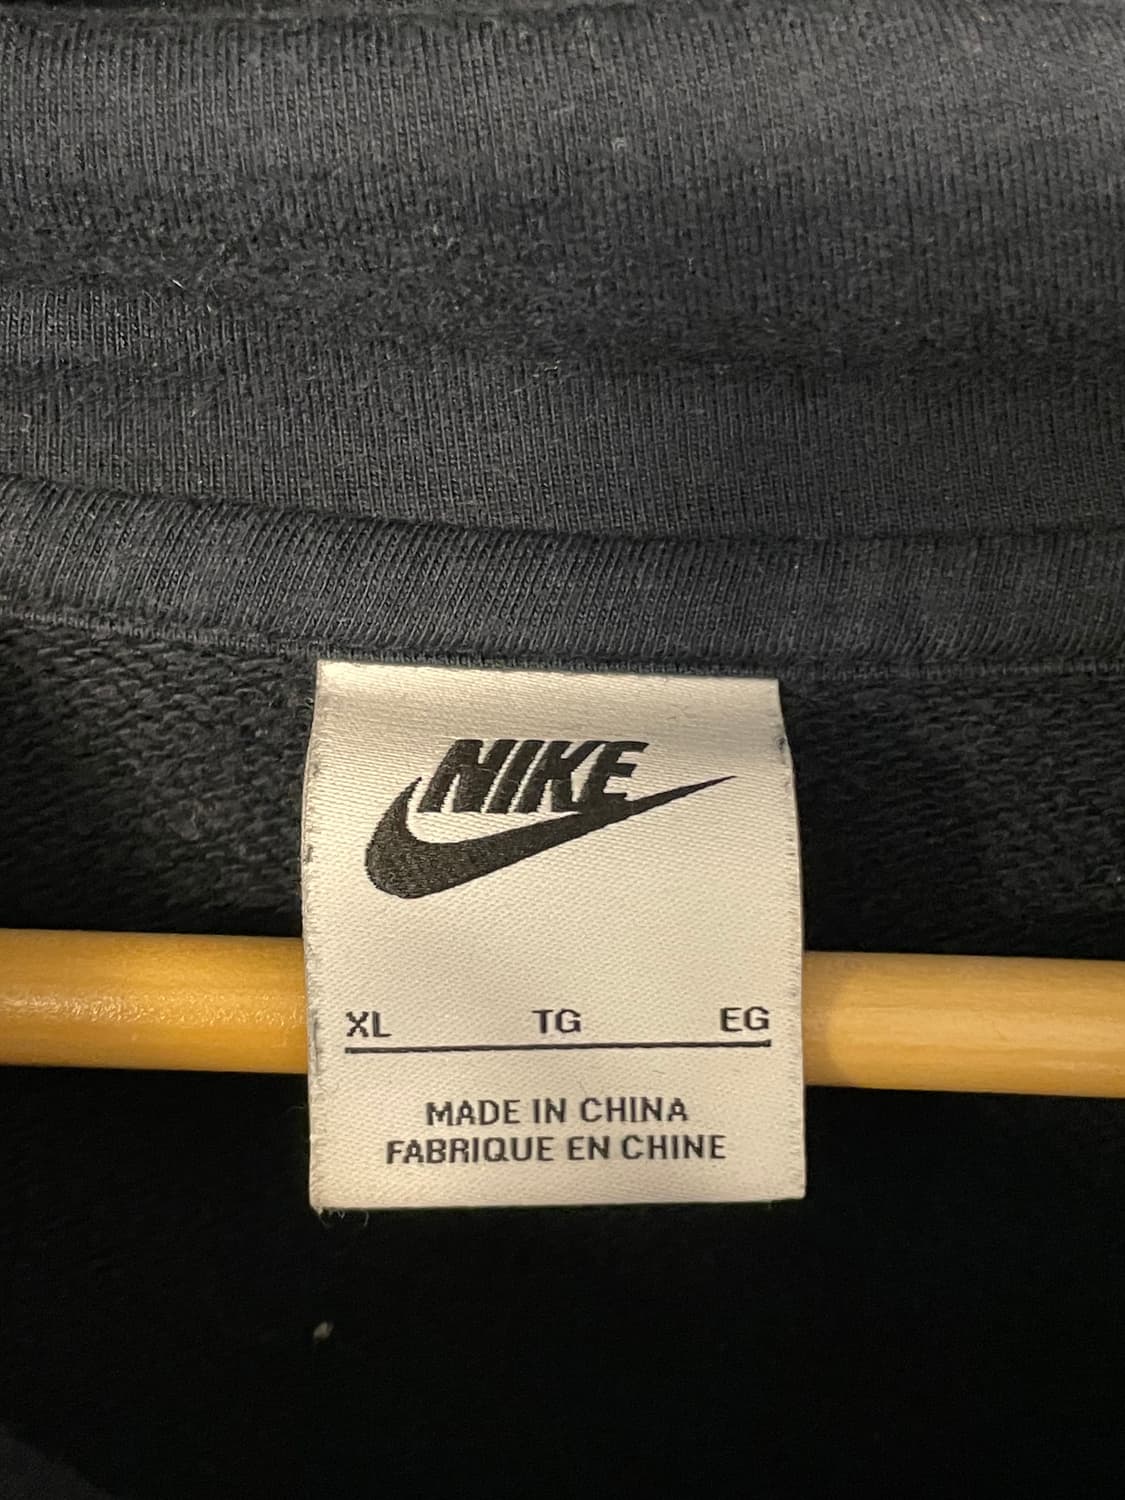 NIKE
XL TG EG
MADE IN CHINA
FABRIQUE EN CHINE